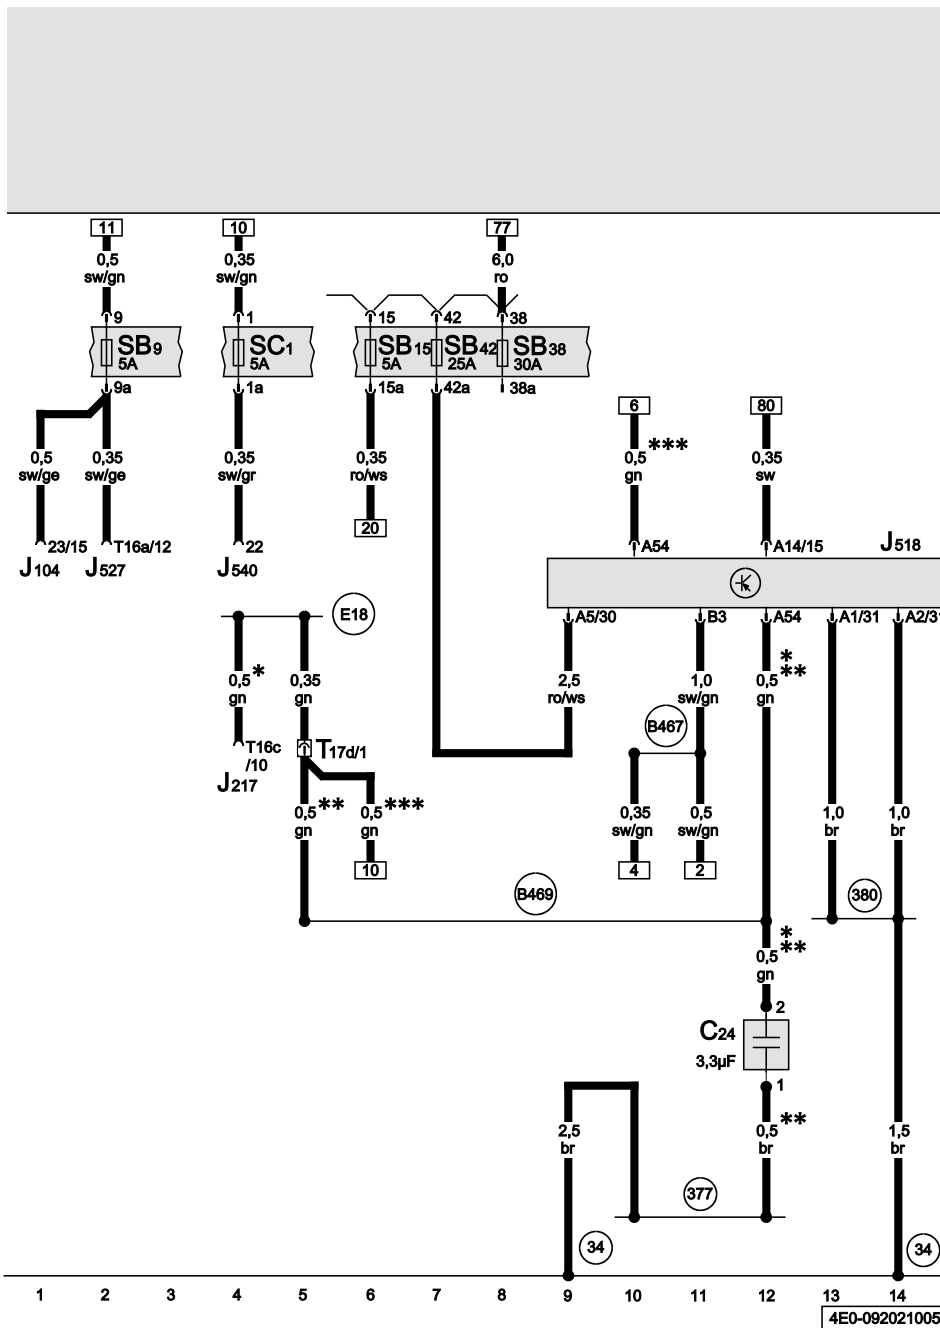 11 10 77
0,5 0,35 6,0
sw/gn sw/gn ro
9 1 15 42 38
SB9 SC1 SB15 SB42 SB38
5A 5A 5A 25A 30A
9a 1a 15a 42a 38a
6 80
***
0,5 0,35 0,35 0,35 0,5 0,35
sw/ge sw/ge sw/gr ro/ws gn sw
20
23/15 T16a/12 22 A54 A14/15 J518
J104 J527 J540
E18
A5/30 B3 A54 A1/31 A2/31
* *
**
0,5 0,35 2,5 1,0 0,5
gn gn ro/ws sw/gn gn
B467
T16c T17d/1
/10
J217
** ***
0,5 0,5 0,35 0,5 1,0 1,0
gn gn sw/gn sw/gn br br
10 4 2
B469 380
*
**
0,5
gn
2
C24
3,3µF
1
**
2,5 0,5 1,5
br br br
377
34 34
1 2 3 4 5 6 7 8 9 10 11 12 13 14
4E0-092021005